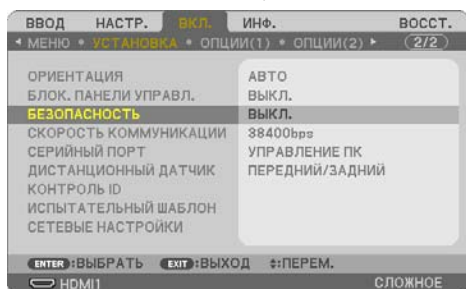 ВВОД НАСТР. ВКЛ. ИНФ. ВОССТ.
◄ МЕНЮ • УСТАНОВКА • ОПЦИИ(1) • ОПЦИИ(2) ► 2/2
ОРИЕНТАЦИЯ АВТО
БЛОК. ПАНЕЛИ УПРАВЛ. ВЫКЛ.
БЕЗОПАСНОСТЬ ВЫКЛ.
СКОРОСТЬ КОММУНИКАЦИИ 38400bps
СЕРИЙНЫЙ ПОРТ УПРАВЛЕНИЕ ПК
ДИСТАНЦИОННЫЙ ДАТЧИК ПЕРЕДНИЙ/ЗАДНИЙ
КОНТРОЛЬ ID
ИСПЫТАТЕЛЬНЫЙ ШАБЛОН
СЕТЕВЫЕ НАСТРОЙКИ
ENTER :ВЫБРАТЬ EXIT :ВЫХОД ♦:ПЕРЕМ.
HDMI1 СЛОЖНОЕ